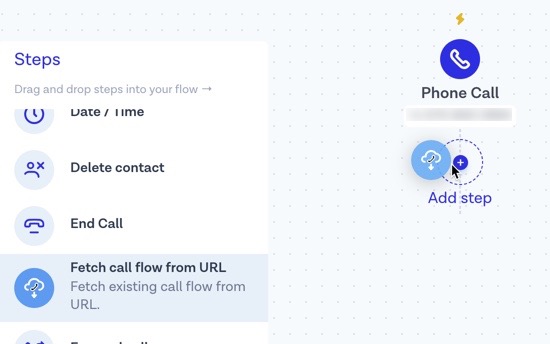 Steps
Drag and drop steps into your flow →
Date / Time
Delete contact
End Call
Fetch call flow from URL
Fetch existing call flow from
URL.
Phone Call
Add step